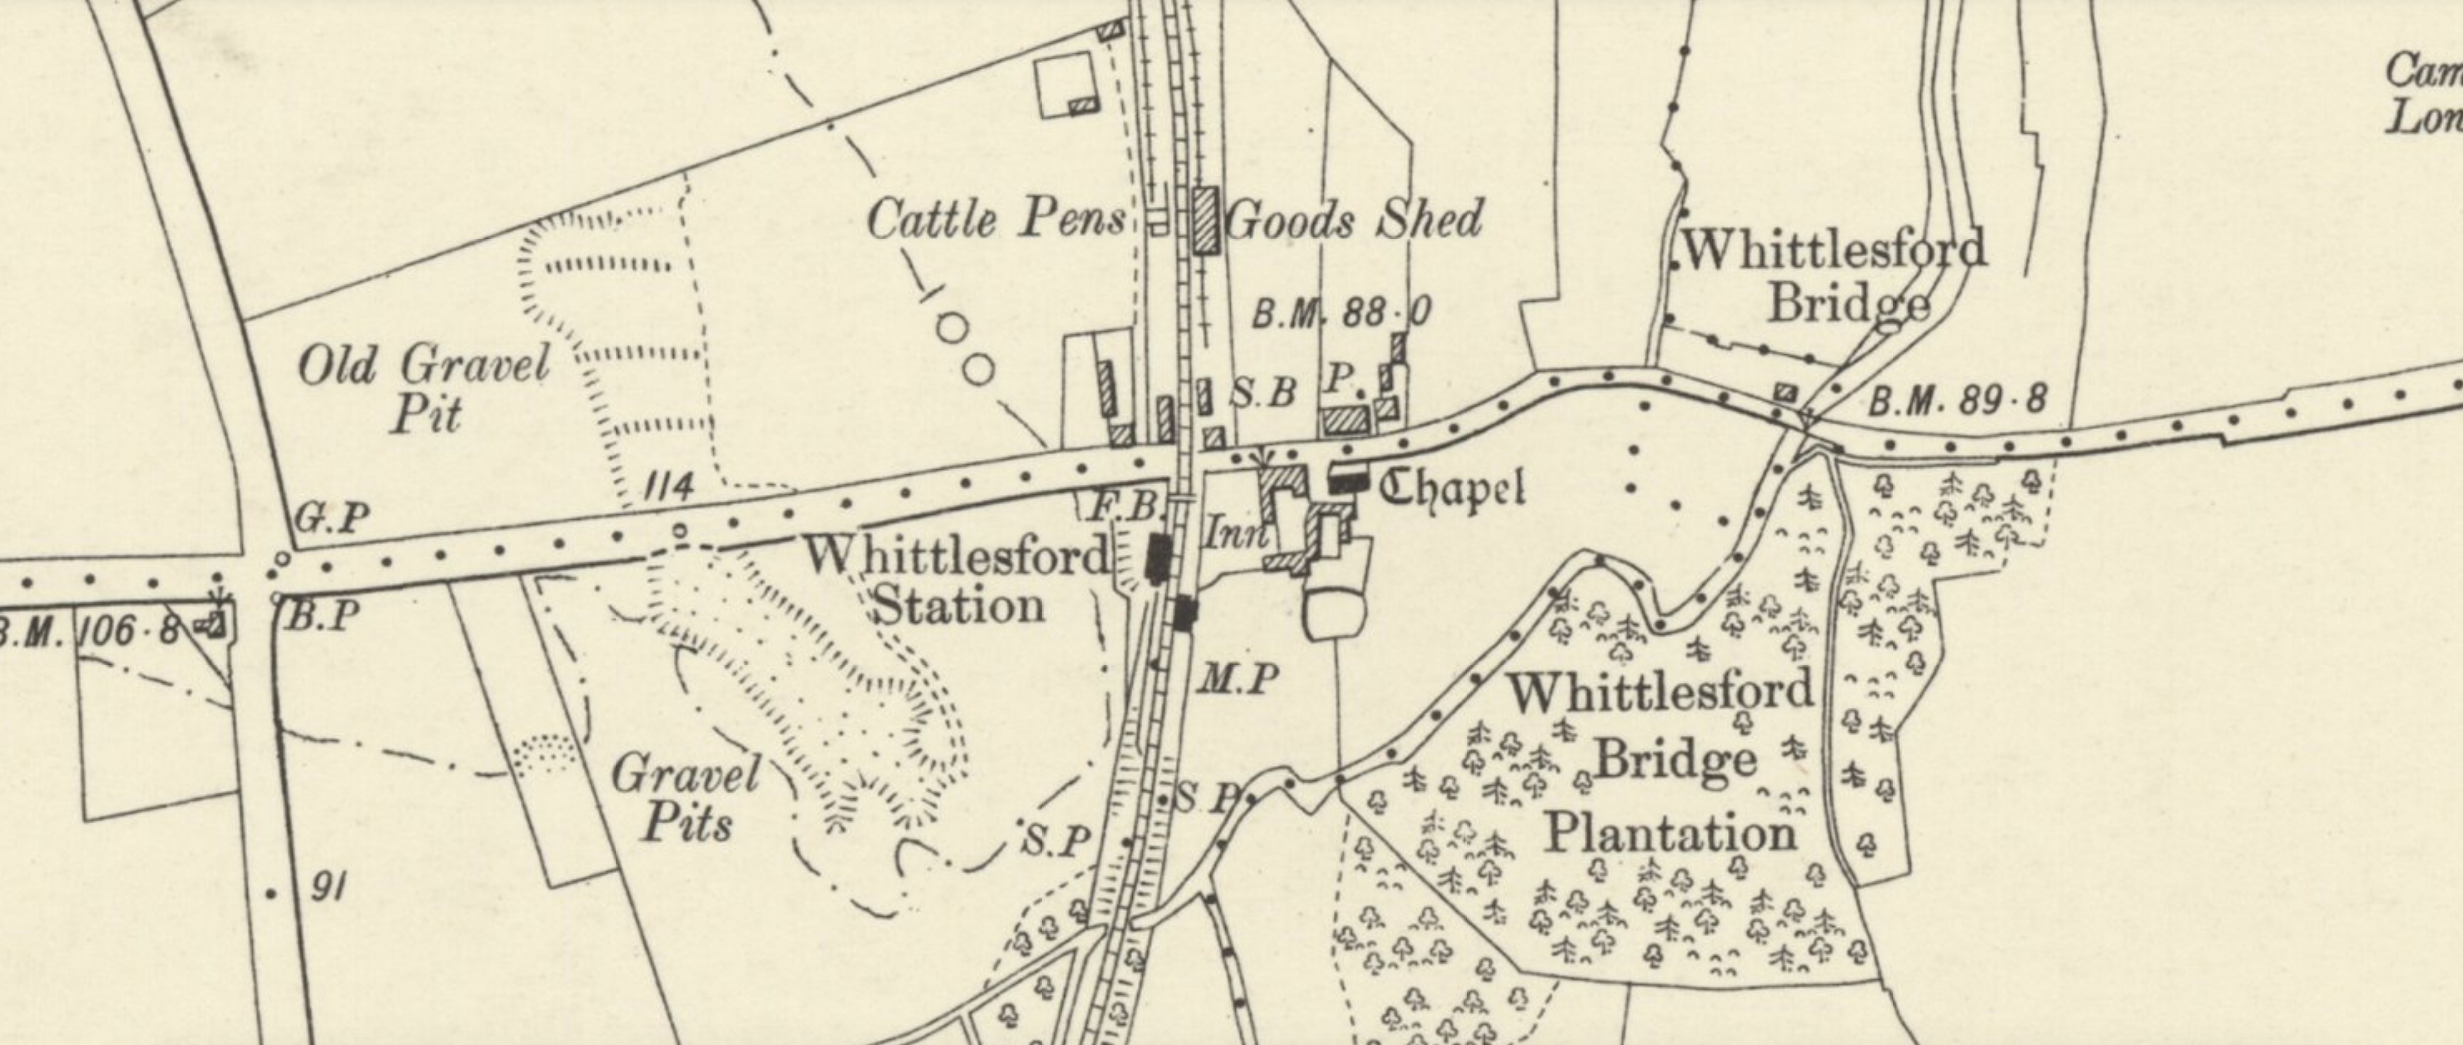 Cam
Lon
Cattle Pens
Goods Shed
Whittlesford
Bridge
B.M. 88·0
Old Gravel
Pit
S.B
P.
B.M. 89·8
114
G.P
F.B.
Inn
Chapel
Whittlesford
Station
B.P
B.M. 106·8
M.P
Whittlesford
Bridge
Plantation
Gravel
Pits
S.P
S.P
91